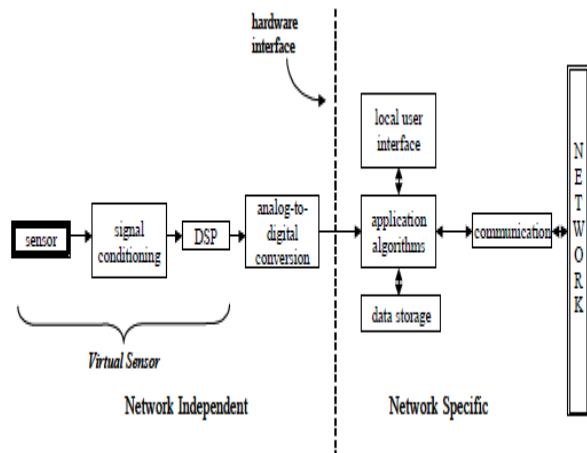 hardware
interface
local user
interface
sensor
signal
conditioning
DSP
analog-to-
digital
conversion
application
algorithms
communication
data storage
NETWORK
Virtual Sensor
Network Independent
Network Specific